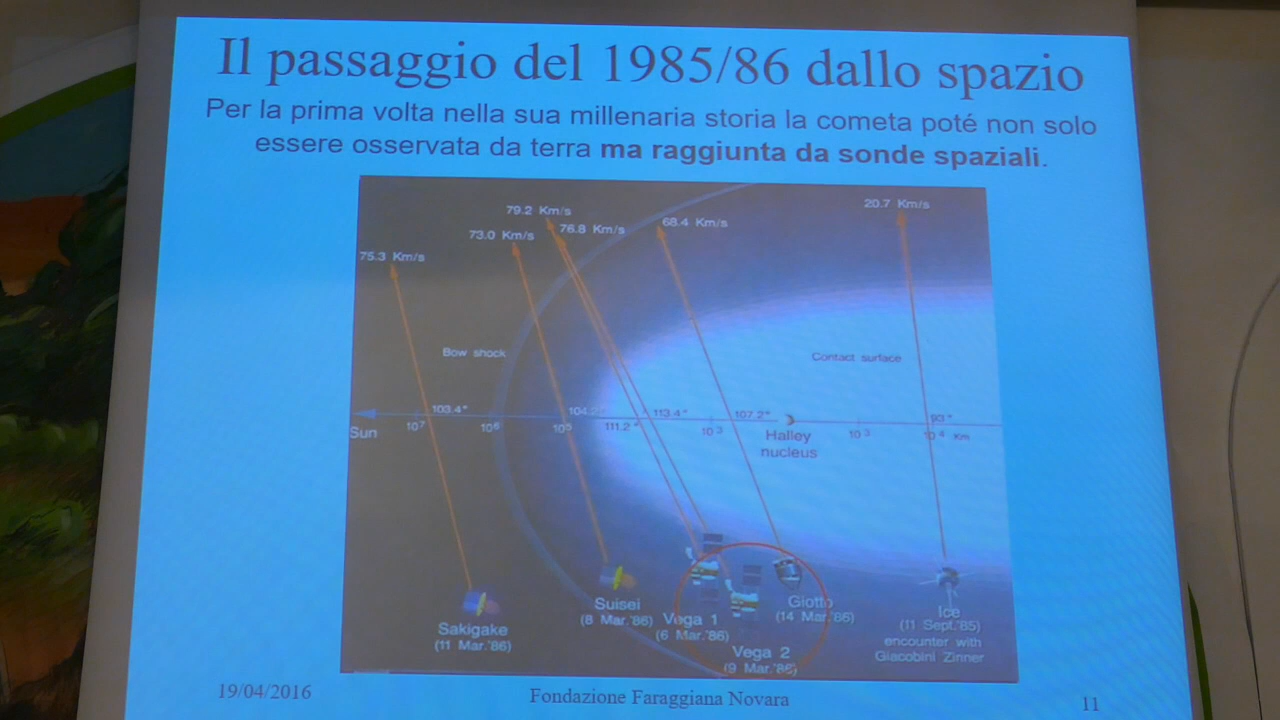 Il passaggio del 1985/86 dallo spazio
Per la prima volta nella sua millenaria storia la cometa poté non solo
essere osservata da terra ma raggiunta da sonde spaziali.
79.2 Km/s
20.7 Km/s
73.0 Km/s
76.8 Km/s
68.4 Km/s
75.3 Km/s
Bow shock
Contact surface
103.4°
104.2°
113.4°
107.2°
93°
Sun
10⁷
10⁶
10⁵
111.2°
10³
Halley
nucleus
10³
10⁴ Km
Sakigake
(11 Mar.'86)
Suisei
(8 Mar.'86)
Vega 1
(6 Mar.'86)
Vega 2
(9 Mar.'86)
Giotto
(14 Mar.'86)
Ice
(11 Sept.'85)
encounter with
Giacobini Zinner
19/04/2016
Fondazione Faraggiana Novara
11